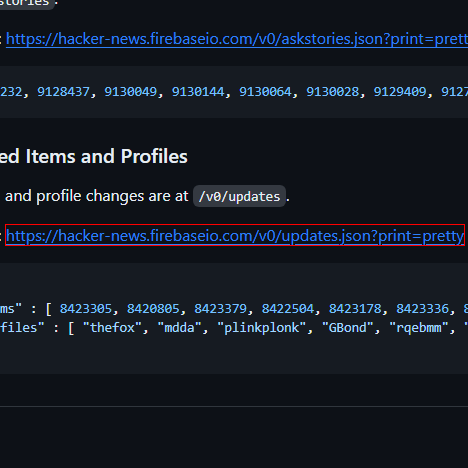 stories.
: https://hacker-news.firebaseio.com/v0/askstories.json?print=prett
232, 9128437, 9130049, 9130144, 9130064, 9130028, 9129409, 9127
ed Items and Profiles
and profile changes are at /v0/updates.
: https://hacker-news.firebaseio.com/v0/updates.json?print=pretty
ms" : [ 8423305, 8420805, 8423379, 8422504, 8423178, 8423336, 8
files" : [ "thefox", "mdda", "plinkplonk", "GBond", "rqebmm", "